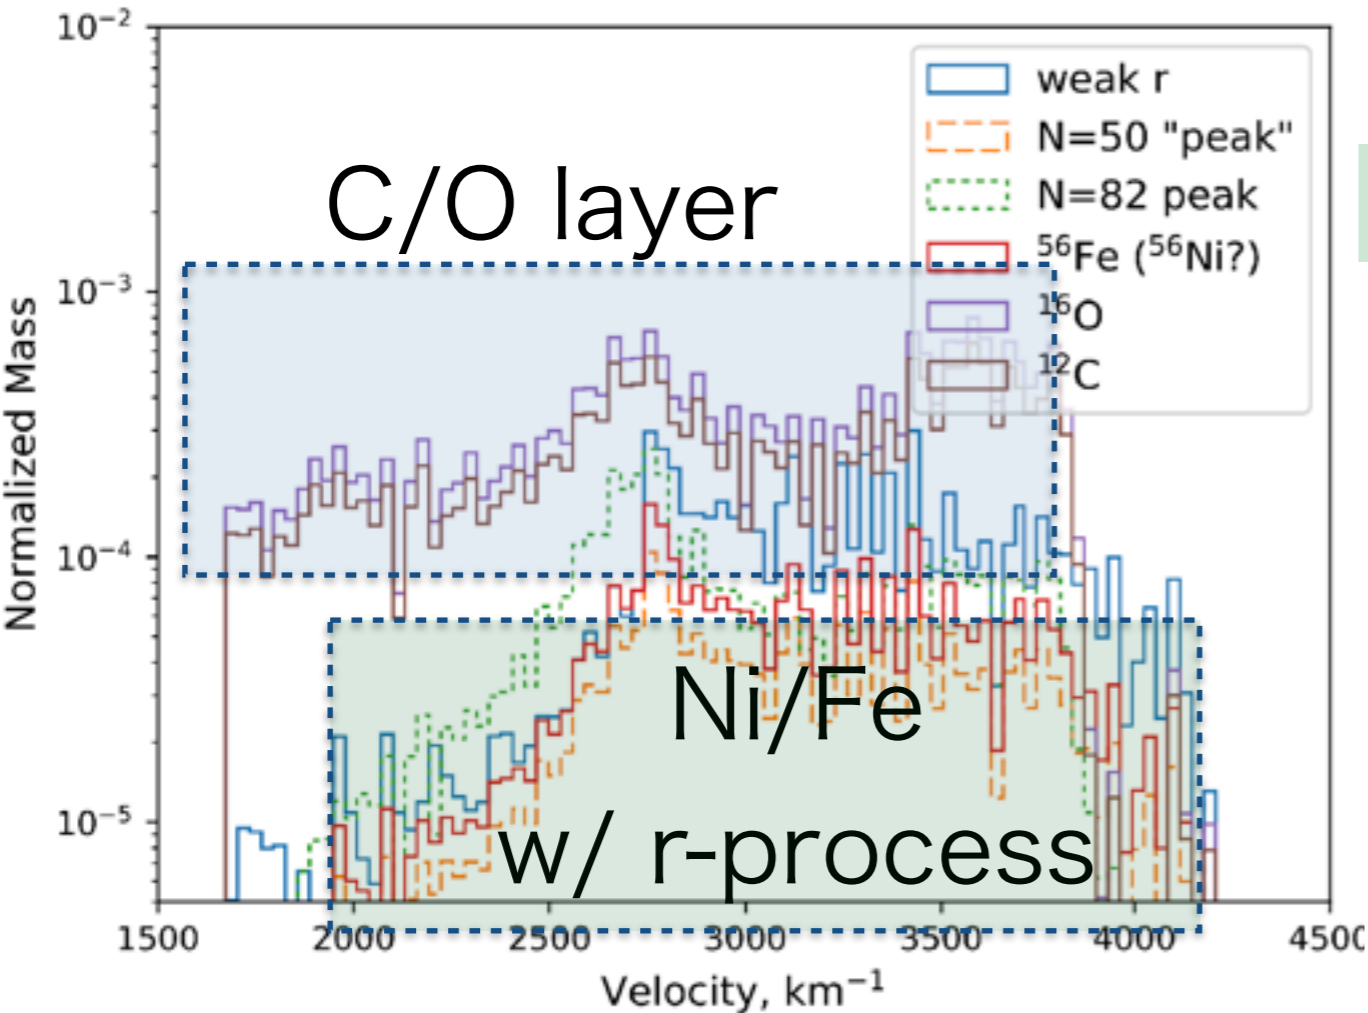 10⁻²
weak r
N=50 "peak"
C/O layer
N=82 peak
⁵⁶Fe (⁵⁶Ni?)
10⁻³
¹⁶O
¹²C
Normalized Mass
10⁻⁴
Ni/Fe
w/ r-process
10⁻⁵
1500 2000 2500 3000 3500 4000 450
Velocity, km⁻¹